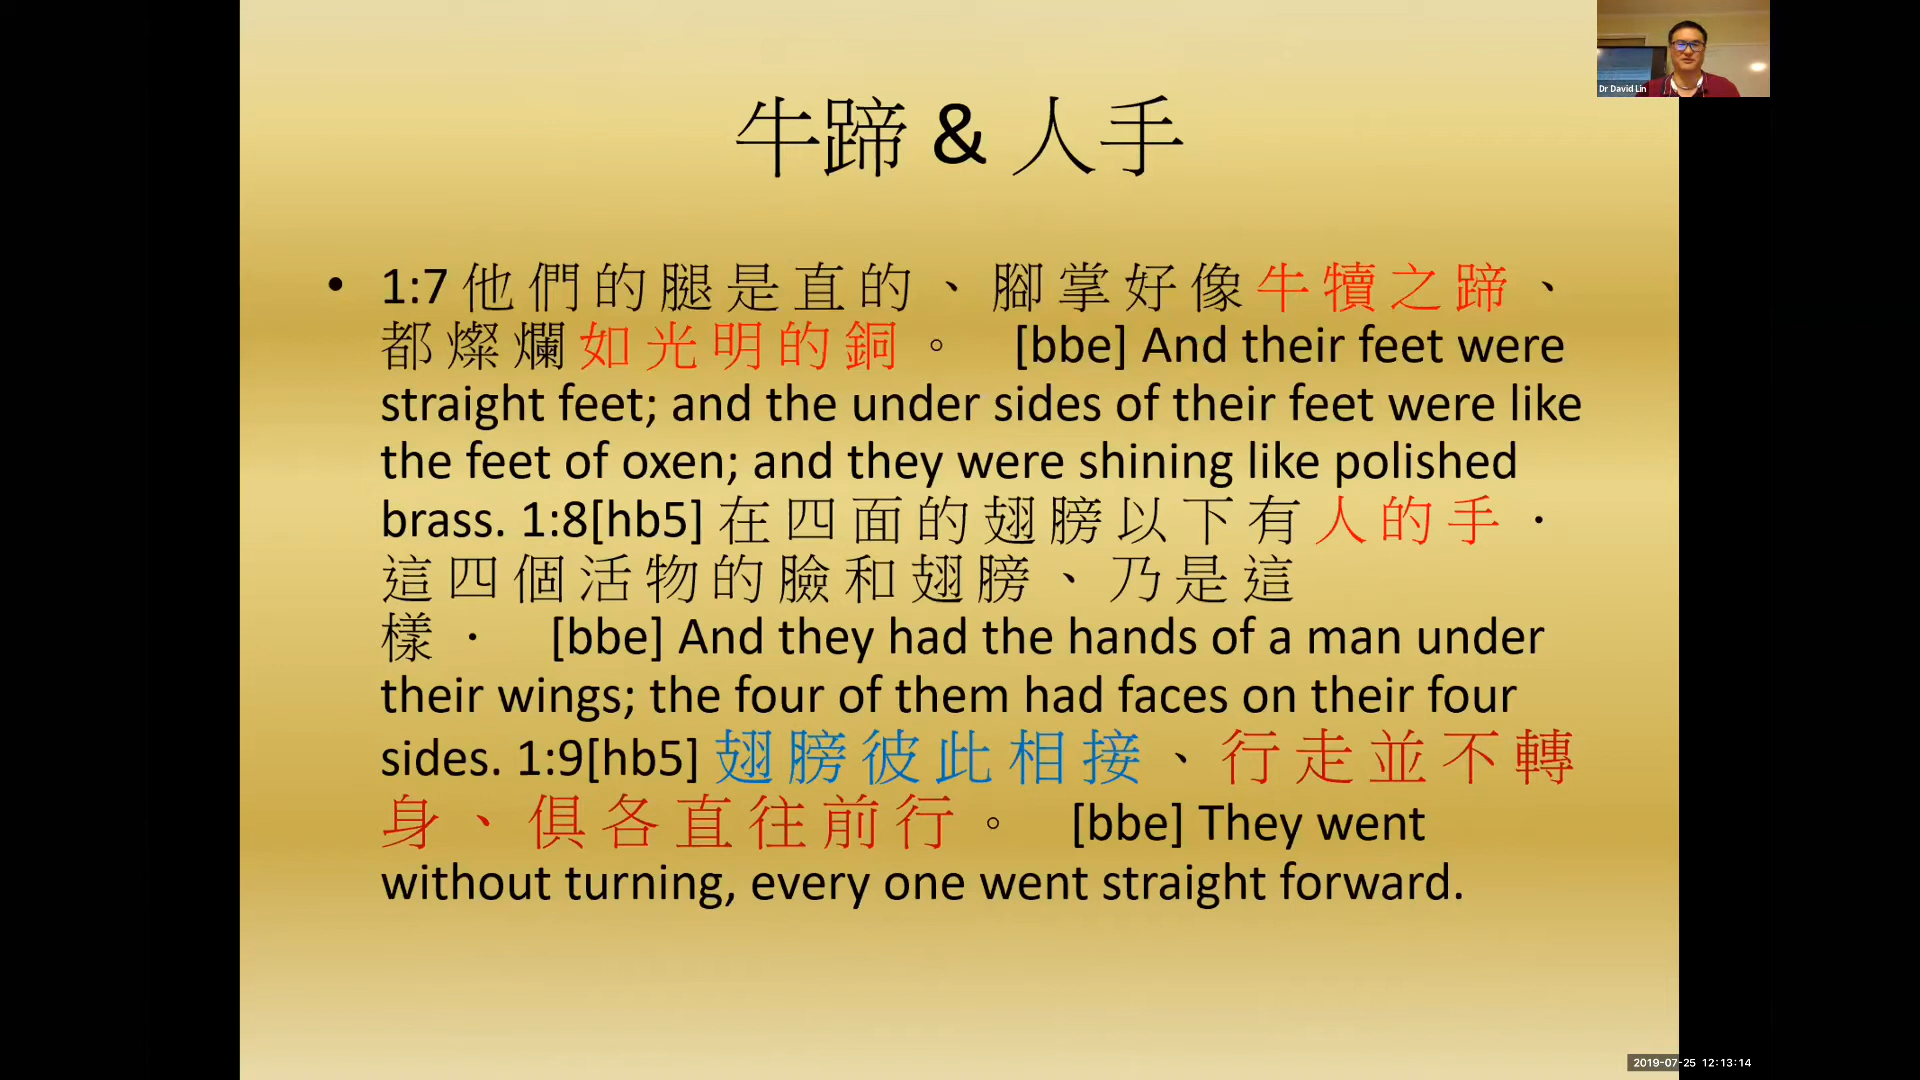 Dr David Lin
牛蹄 & 人手
• 1:7 他 們 的 腿 是 直 的 、 腳 掌 好 像 牛 犢 之 蹄 、
都 燦 爛 如 光 明 的 銅 。 [bbe] And their feet were
straight feet; and the under sides of their feet were like
the feet of oxen; and they were shining like polished
brass. 1:8[hb5] 在 四 面 的 翅 膀 以 下 有 人 的 手 ．
這 四 個 活 物 的 臉 和 翅 膀 、 乃 是 這
樣 ． [bbe] And they had the hands of a man under
their wings; the four of them had faces on their four
sides. 1:9[hb5] 翅 膀 彼 此 相 接 、 行 走 並 不 轉
身 、 俱 各 直 往 前 行 。 [bbe] They went
without turning, every one went straight forward.
2019-07-25 12:13:14